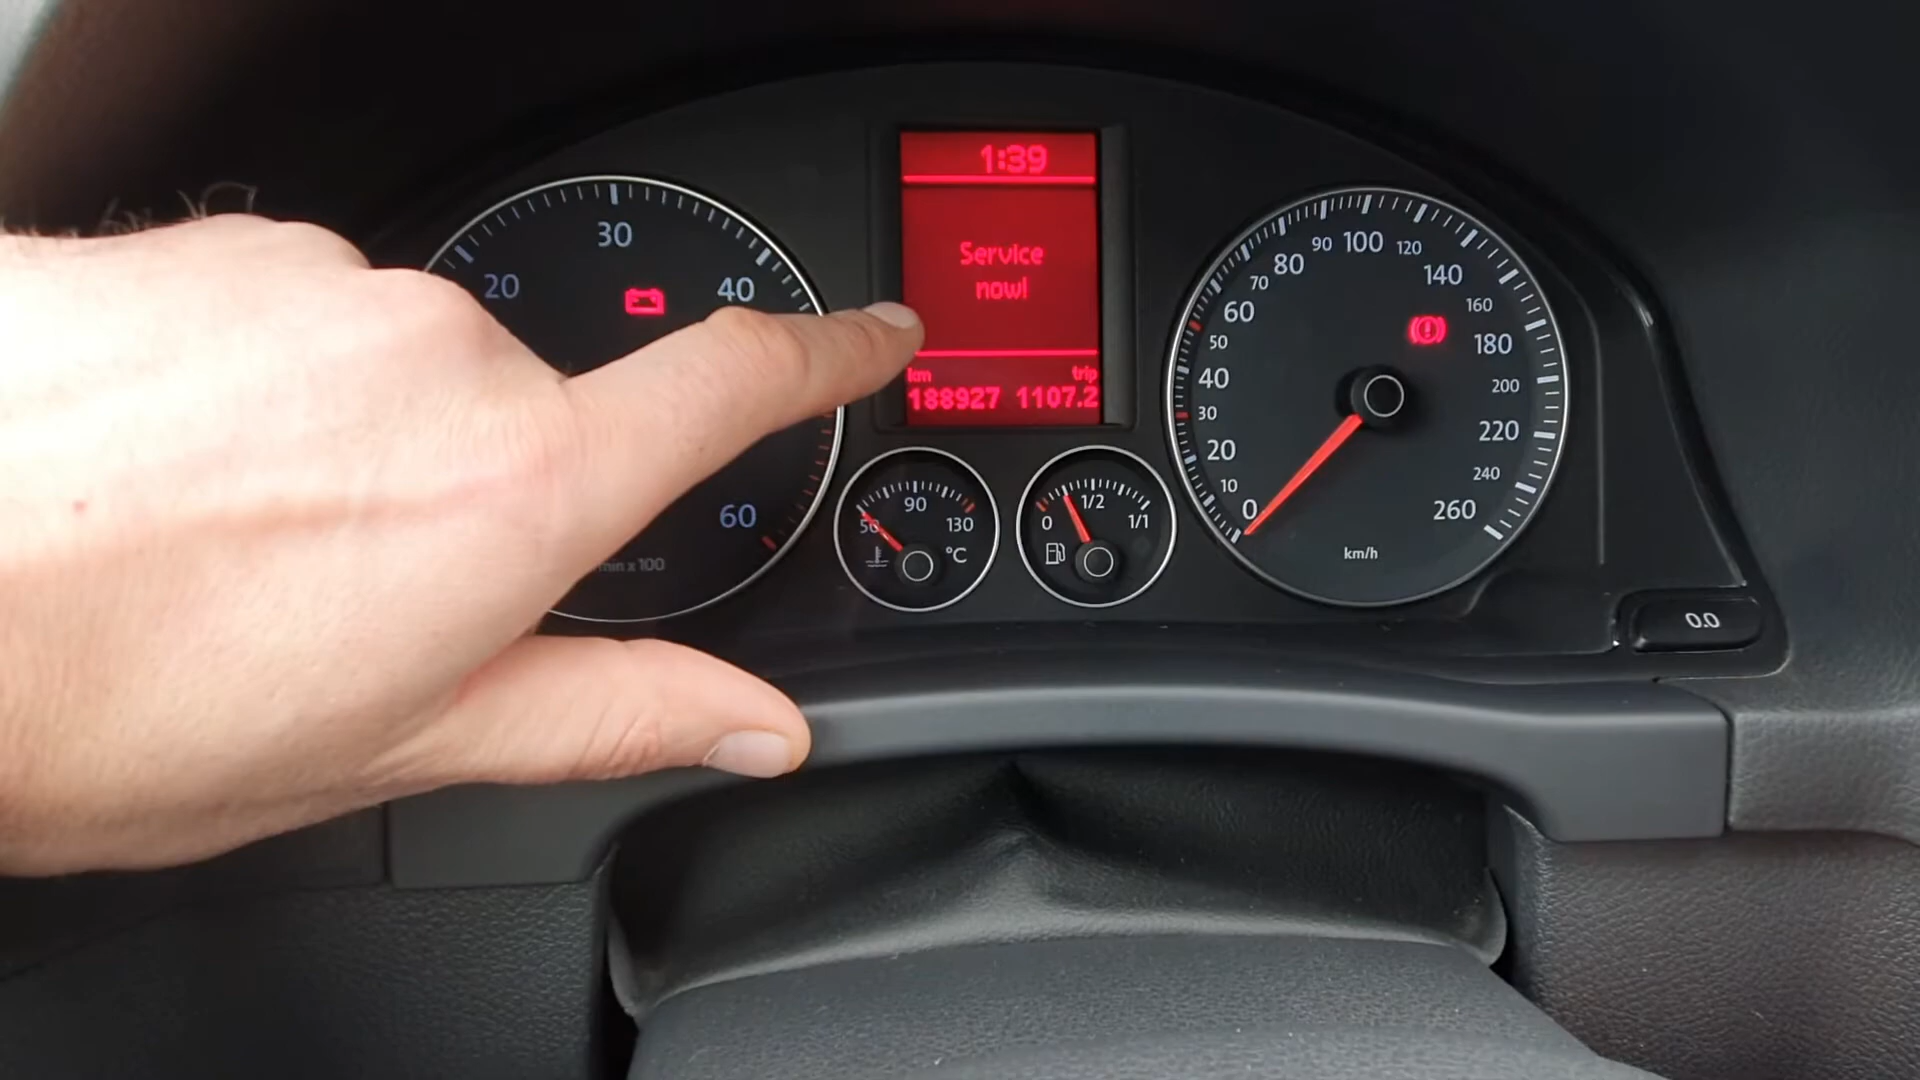 1:39
Service
now!
km trip
188927 1107.2
20 30 40 60
min x 100
50 90 130
°C
0 1/2 1/1
0 10 20 30 40 50 60 70 80 90 100 120 140 160 180 200 220 240 260
km/h
0.0